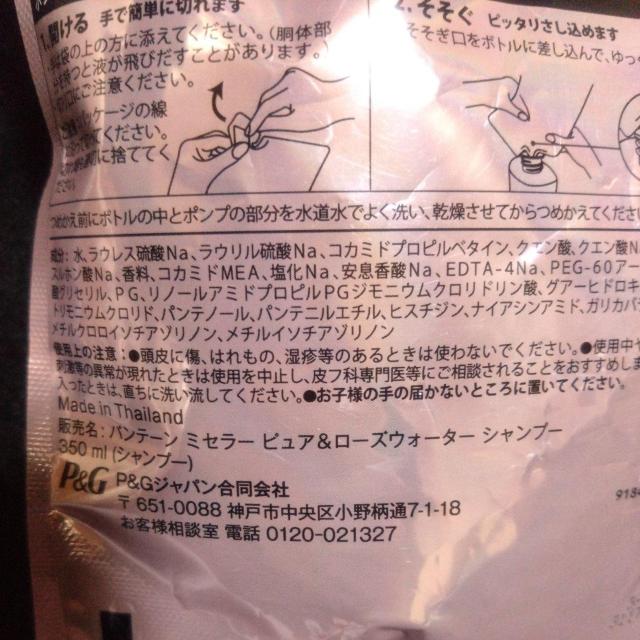 1.開ける 手で簡単に切れます
袋の上の方に添えてください。(胴体部
持つと液が飛びだすことがあります。)
にご注意ください。
ッケージの線
ください。
に捨ててく
ださい。
2.そそぐ ピッタリさし込めます
そそぎ口をボトルに差し込んで、ゆっ
つめかえ前にボトルの中とポンプの部分を水道水でよく洗い、乾燥させてからつめかえてくださ
成分:水、ラウレス硫酸Na、ラウリル硫酸Na、コカミドプロピルベタイン、クエン酸、クエン酸N
スルホン酸Na、香料、コカミドMEA、塩化Na、安息香酸Na、EDTA-4Na、PEG-60アー
酸グリセリル、PG、リノールアミドプロピルPGジモニウムクロリドリン酸、グアーヒドロキ
トリモニウムクロリド、パンテノール、パンテニルエチル、ヒスチジン、ナイアシンアミド、ガリカバ
メチルクロロイソチアゾリノン、メチルイソチアゾリノン
使用上の注意:●頭皮に傷、はれもの、湿疹等のあるときは使わないでください。●使用中や
刺激等の異常が現れたときは使用を中止し、皮フ科専門医等にご相談されることをおすすめしま
入ったときは、直ちに洗い流してください。●お子様の手の届かないところに置いてください。
Made in Thailand
販売名:パンテーン ミセラー ピュア&ローズウォーター シャンプー
350 ml (シャンプー)
P&G P&Gジャパン合同会社
〒651-0088 神戸市中央区小野柄通7-1-18
お客様相談室 電話 0120-021327
913